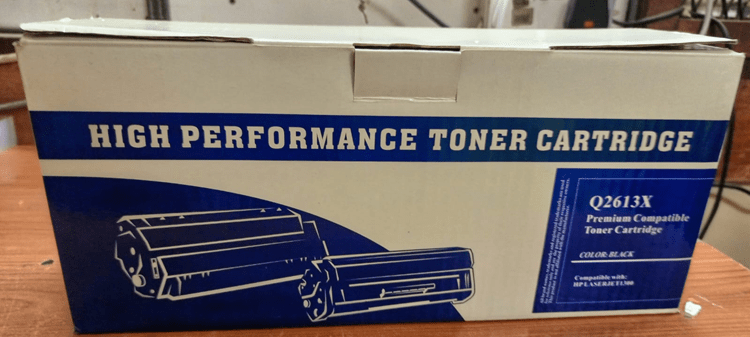 HIGH PERFORMANCE TONER CARTRIDGE
Q2613X
Premium Compatible
Toner Cartridge
COLOR: BLACK
Compatible with:
HP LASERJET1300